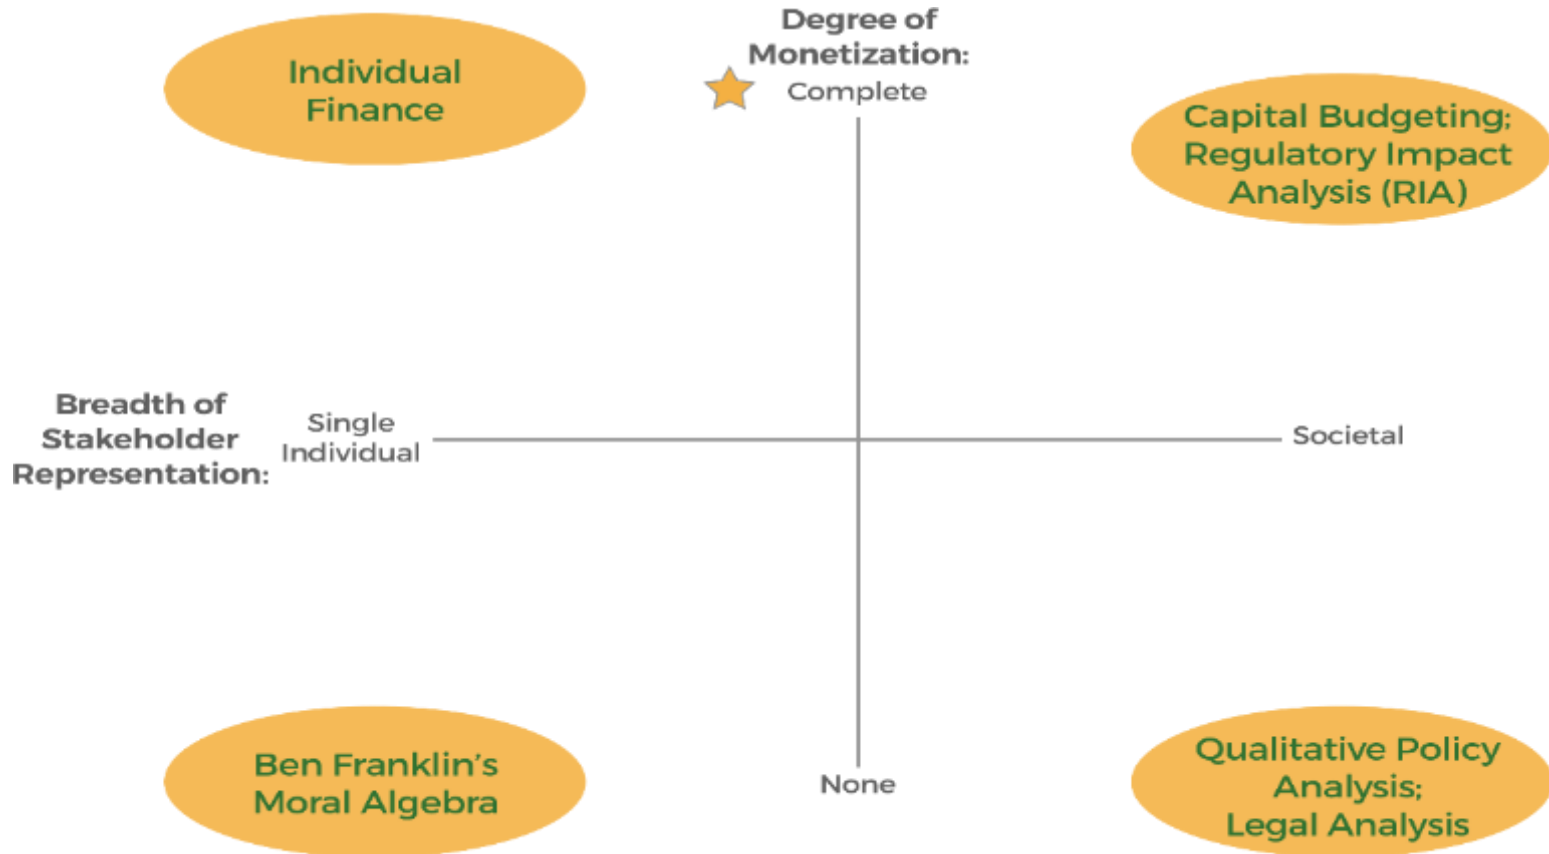 Individual
Finance
Degree of
Monetization:
Complete
Capital Budgeting;
Regulatory Impact
Analysis (RIA)
Breadth of
Stakeholder
Representation:
Single
Individual
Societal
Ben Franklin's
Moral Algebra
None
Qualitative Policy
Analysis;
Legal Analysis